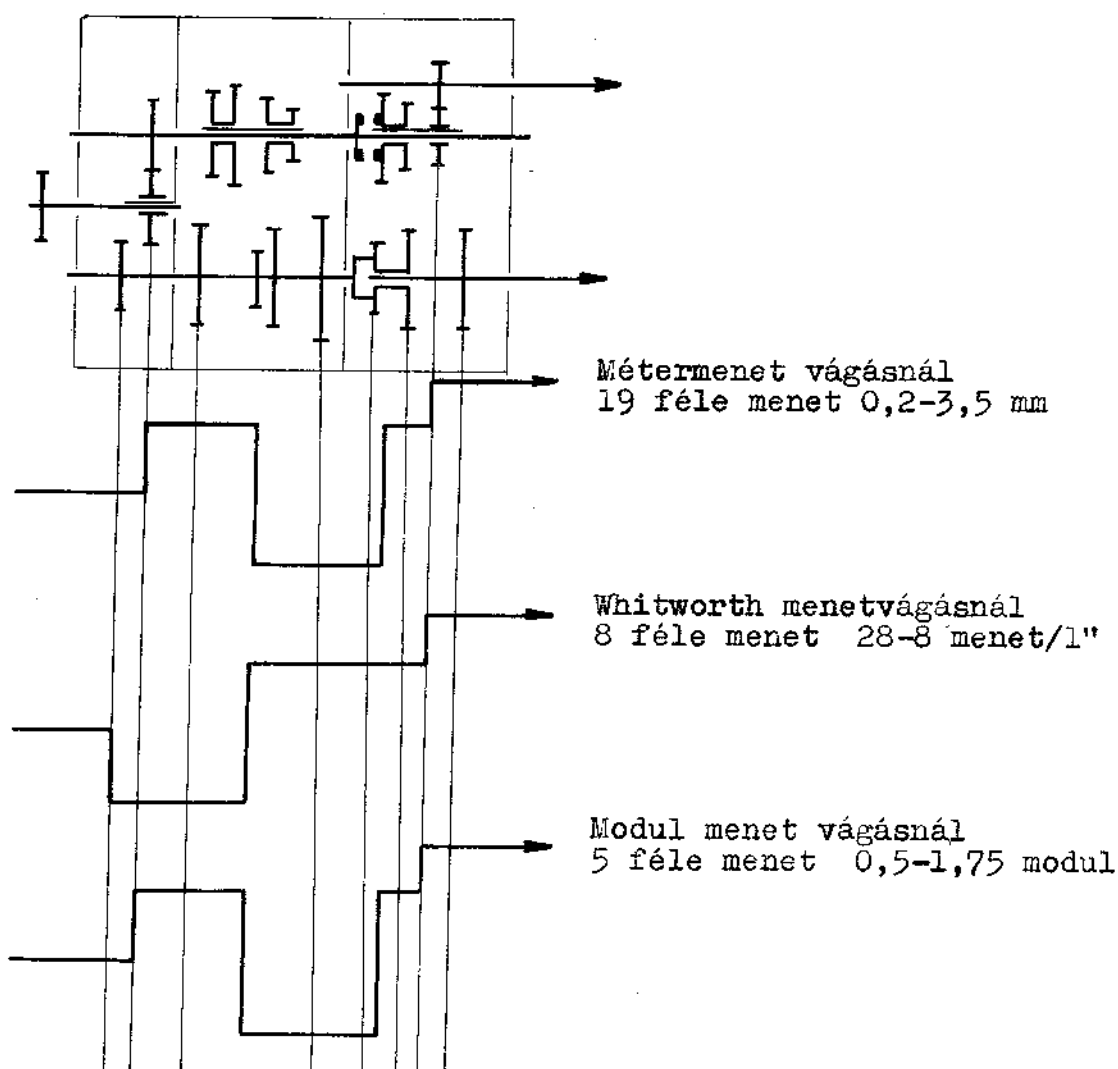 Métermenet vágásnál
19 féle menet 0,2-3,5 mm
Whitworth menetvágásnál
8 féle menet 28-8 menet/1"
Modul menet vágásnál
5 féle menet 0,5-1,75 modul